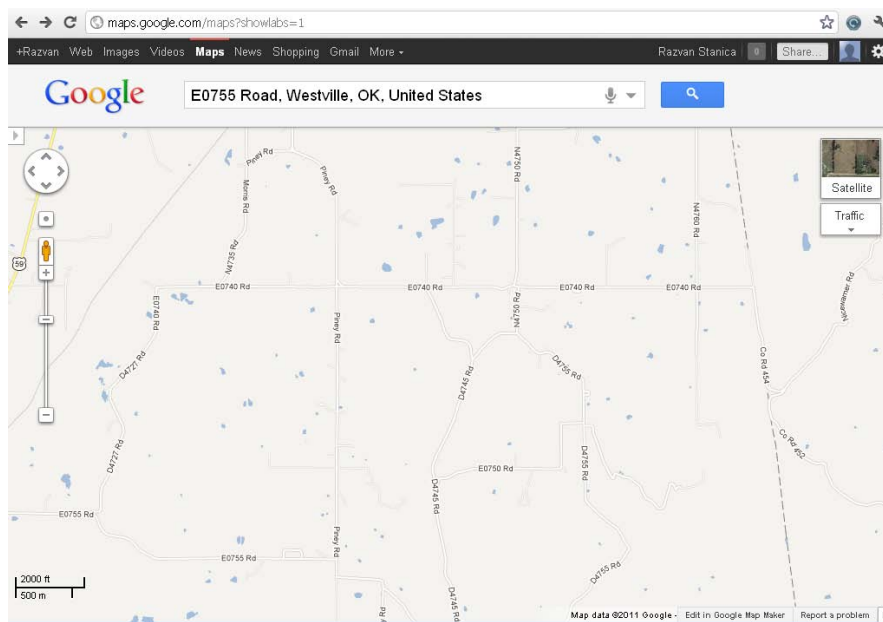 maps.google.com/maps?showlabs=1
+Razvan Web Images Videos Maps News Shopping Gmail More
Razvan Stanica 0 Share...
Google
E0755 Road, Westville, OK, United States
Satellite
Traffic
Piney Rd
Piney Rd
Morris Rd
N4750 Rd
N4760 Rd
N4735 Rd
59
E0740 Rd
E0740 Rd
E0740 Rd
E0740 Rd
E0740 Rd
N4750 Rd
Piney Rd
Nicewarner Rd
D4727 Rd
D4745 Rd
D4755 Rd
Co Rd 454
Co Rd 452
D4727 Rd
E0750 Rd
D4755 Rd
D4745 Rd
E0755 Rd
Piney Rd
E0755 Rd
D4755 Rd
D4745 Rd
2000 ft
500 m
Map data ©2011 Google -
Edit in Google Map Maker
Report a problem